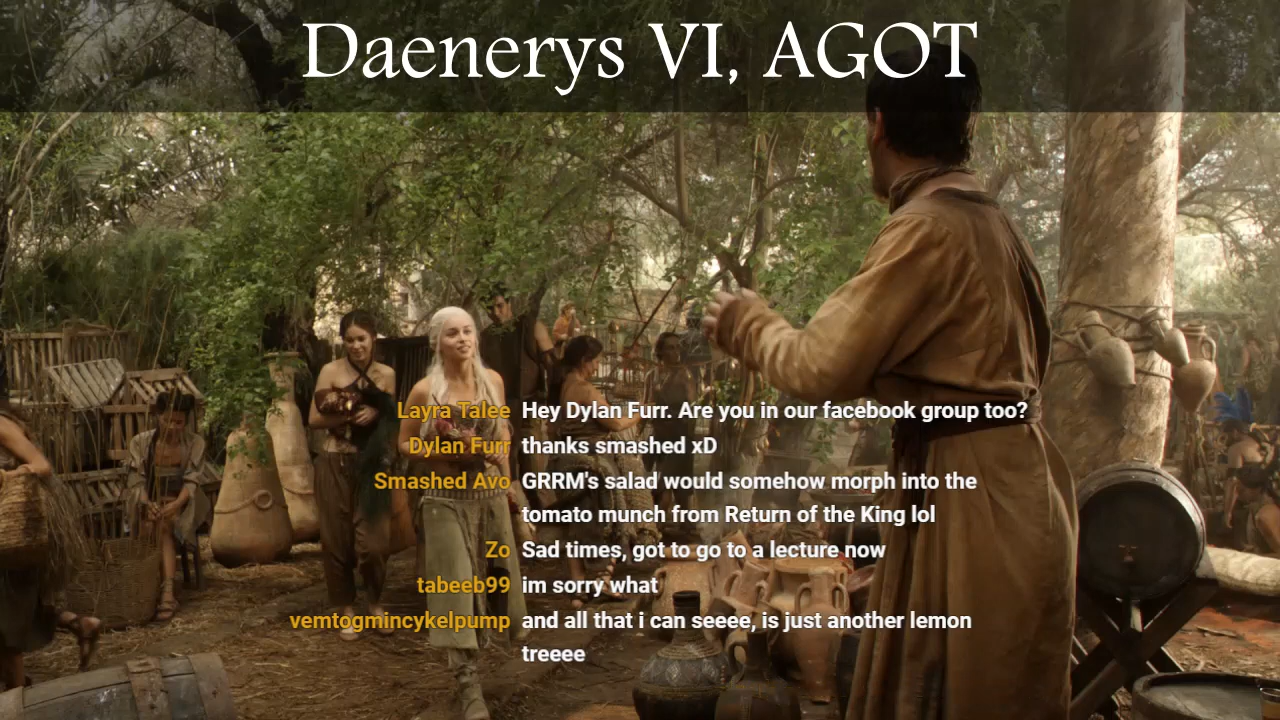 Daenerys VI, AGOT
Layra Talee Hey Dylan Furr. Are you in our facebook group too?
Dylan Furr thanks smashed xD
Smashed Avo GRRM's salad would somehow morph into the
tomato munch from Return of the King lol
Zo Sad times, got to go to a lecture now
tabeeb99 im sorry what
vemtogmincykelpump and all that i can seeee, is just another lemon
treeee